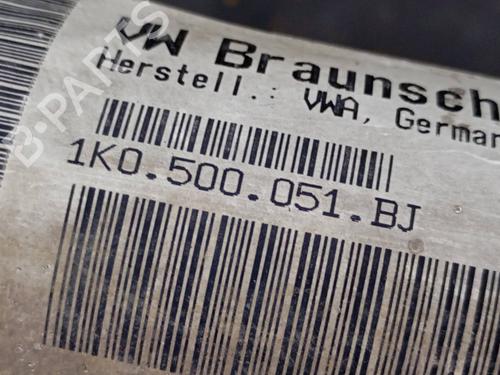 VW Braunsch
Herstell.: VWA, German
1K0.500.051.BJ
B-PARTS